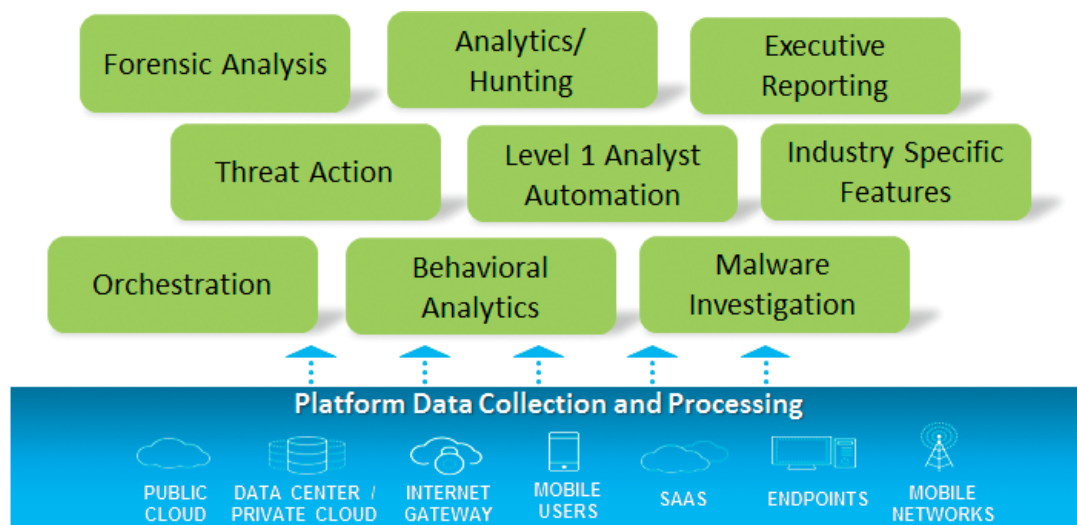 Forensic Analysis
Analytics/
Hunting
Executive
Reporting
Threat Action
Level 1 Analyst
Automation
Industry Specific
Features
Orchestration
Behavioral
Analytics
Malware
Investigation
Platform Data Collection and Processing
PUBLIC
CLOUD
DATA CENTER /
PRIVATE CLOUD
INTERNET
GATEWAY
MOBILE
USERS
SAAS
ENDPOINTS
MOBILE
NETWORKS